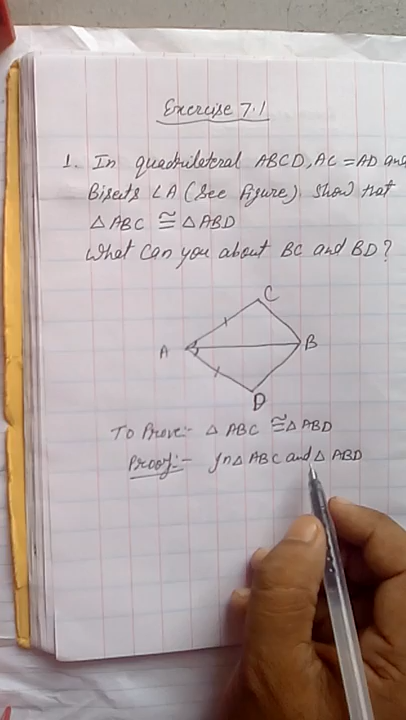 Exercise 7.1
1. In quadrilateral ABCD, AC = AD and
Bisects ∠A (See figure). Show that
△ABC ≅ △ABD
What Can you about BC and BD?
C
A
B
D
To Prove:- △ABC ≅ △ABD
Proof:- In △ABC and △ABD